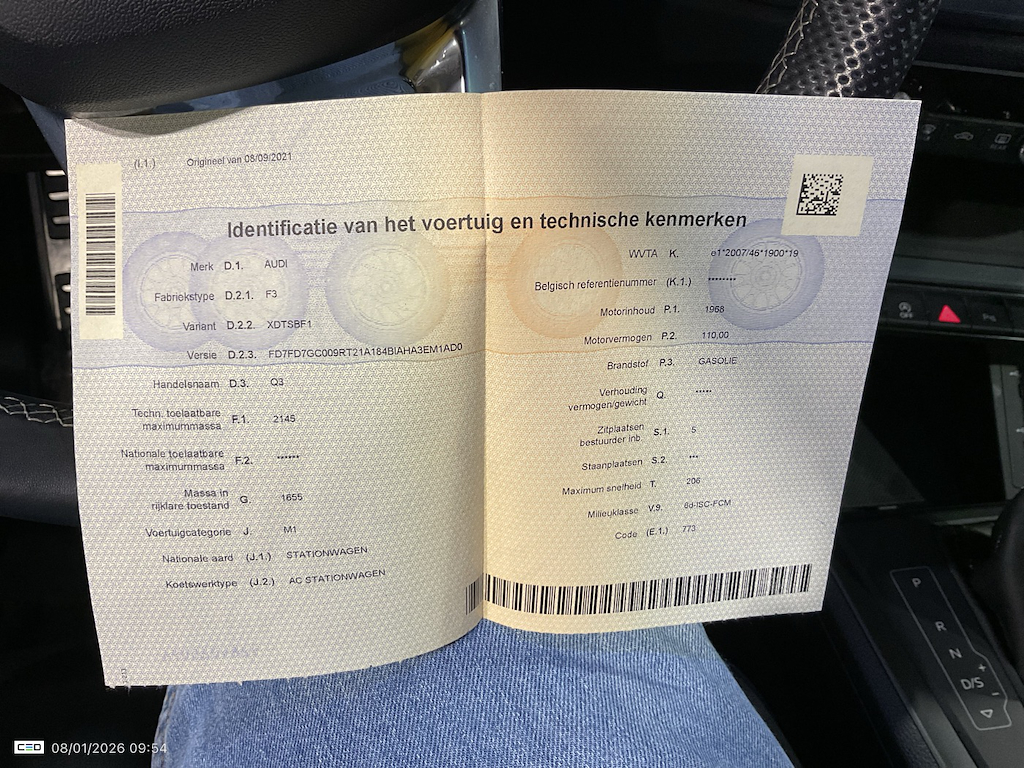 (I.1.) Origineel van 08/09/2021
Identificatie van het voertuig en technische kenmerken
Merk D.1. AUDI
Fabriekstype D.2.1. F3
Variant D.2.2. XDTSBF1
Versie D.2.3. FD7FD7GC009RT21A184BIAHA3EM1AD0
Handelsnaam D.3. Q3
Techn. toelaatbare
maximummassa F.1. 2145
Nationale toelaatbare
maximummassa F.2. ******
Massa in
rijklare toestand G. 1655
Voertuigcategorie J. M1
Nationale aard (J.1.) STATIONWAGEN
Koetswerktype (J.2.) AC STATIONWAGEN
WVTA K. e1*2007/46*1900*19
Belgisch referentienummer (K.1.) ********
Motorinhoud P.1. 1968
Motorvermogen P.2. 110,00
Brandstof P.3. GASOLIE
Verhouding
vermogen/gewicht Q. *****
Zitplaatsen
bestuurder inb. S.1. 5
Staanplaatsen S.2. ***
Maximum snelheid T. 206
Milieuklasse V.9. 6d-ISC-FCM
Code (E.1.) 773
P
R
N
D/S
+
-
CEO 08/01/2026 09:54